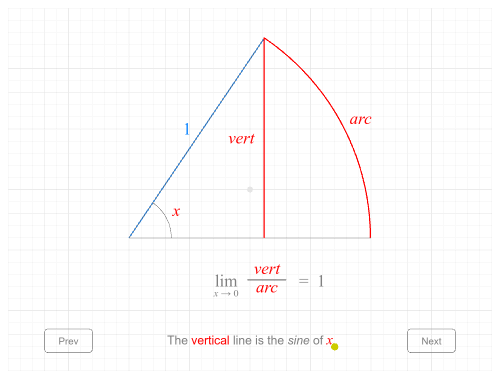 1
vert
arc
x
lim x → 0 vert/arc = 1
Prev
The vertical line is the sine of x
Next